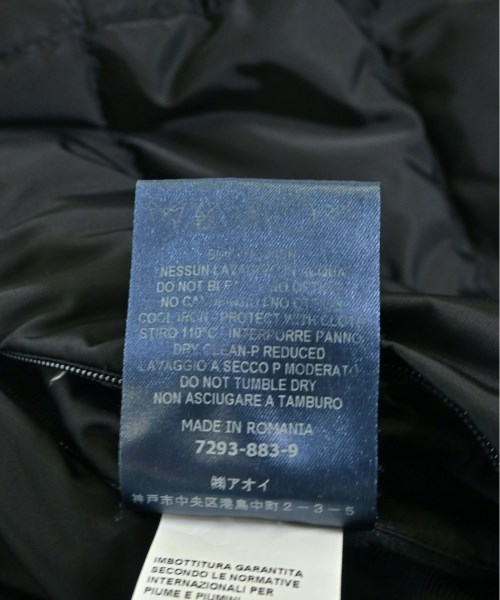 NESSUN LAVAGGIO IN ACQUA
DO NOT
NO
COOL IRON - PROTECT WITH CLOTH
STIRO 110°C - INTERPORRE PANNO
DRY CLEAN-P REDUCED
LAVAGGIO A SECCO P MODERATO
DO NOT TUMBLE DRY
NON ASCIUGARE A TAMBURO
MADE IN ROMANIA
7293-883-9
㈱アオイ
神戸市中央区港島中町2-3-5
IMBOTTITURA GARANTITA
SECONDO LE NORMATIVE
INTERNAZIONALI PER
PIUME E PIUMINI